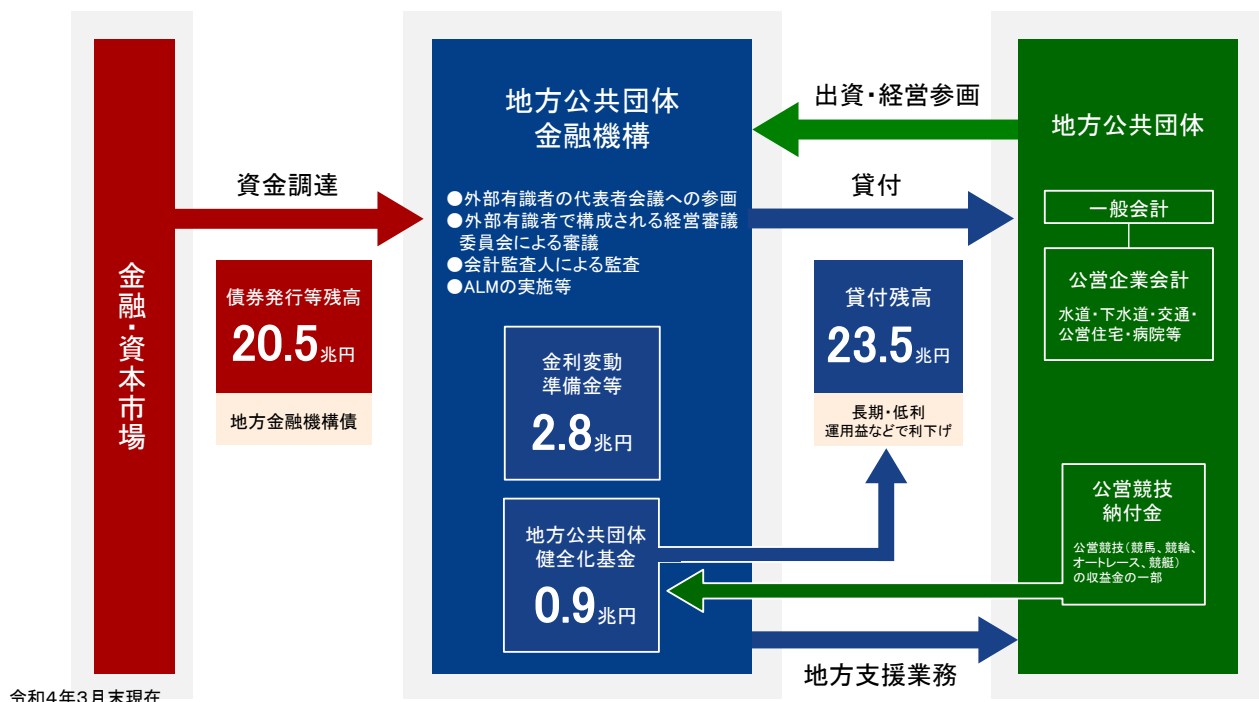 金融・資本市場
資金調達
債券発行等残高
20.5兆円
地方金融機構債
地方公共団体
金融機構
●外部有識者の代表者会議への参画
●外部有識者で構成される経営審議
委員会による審議
●会計監査人による監査
●ALMの実施等
金利変動
準備金等
2.8兆円
地方公共団体
健全化基金
0.9兆円
出資・経営参画
貸付
貸付残高
23.5兆円
長期・低利
運用益などで利下げ
地方支援業務
地方公共団体
一般会計
公営企業会計
水道・下水道・交通・
公営住宅・病院等
公営競技
納付金
公営競技（競馬、競輪、
オートレース、競艇）
の収益金の一部
令和4年3月末現在